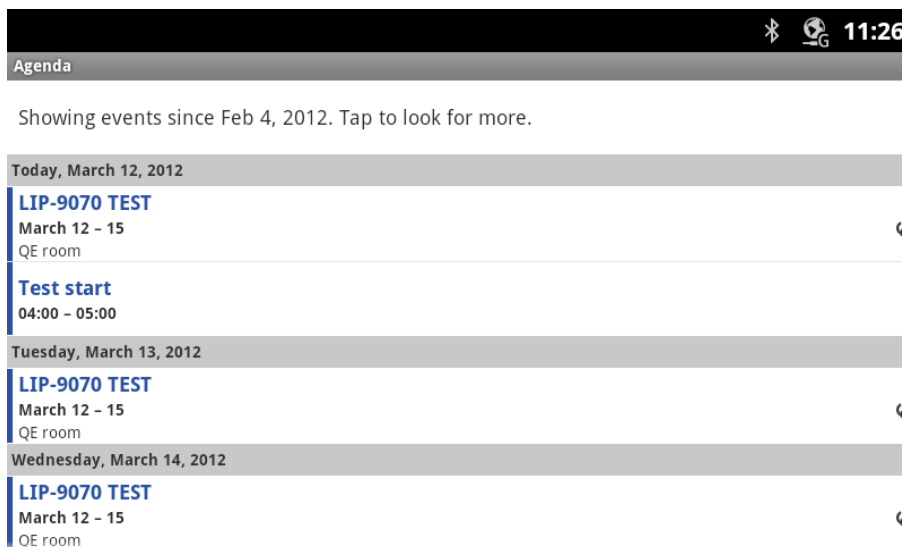 G 11:26
Agenda
Showing events since Feb 4, 2012. Tap to look for more.
Today, March 12, 2012
LIP-9070 TEST
March 12 – 15
QE room
Test start
04:00 – 05:00
Tuesday, March 13, 2012
LIP-9070 TEST
March 12 – 15
QE room
Wednesday, March 14, 2012
LIP-9070 TEST
March 12 – 15
QE room